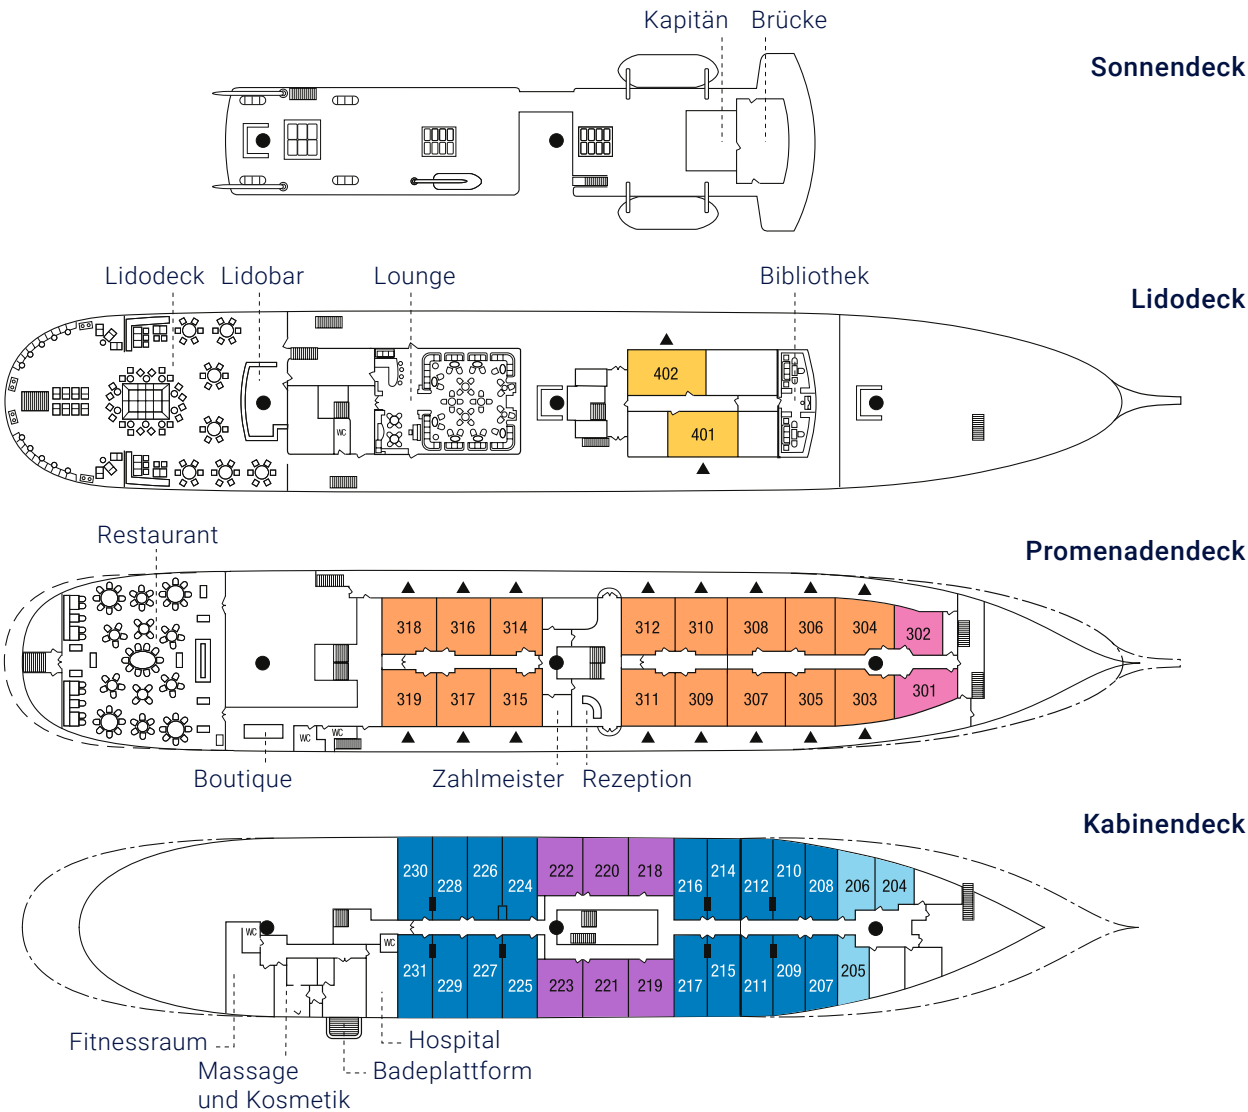 Kapitän Brücke
Sonnendeck
Lidodeck Lidobar Lounge Bibliothek
Lidodeck
402
WC
401
Restaurant
Promenadendeck
318 316 314 312 310 308 306 304 302
319 317 315 311 309 307 305 303 301
WC WC
Boutique Zahlmeister Rezeption
Kabinendeck
230 228 226 224 222 220 218 216 214 212 210 208 206 204
WC WC
231 229 227 225 223 221 219 217 215 211 209 207 205
Fitnessraum Hospital
Massage Badeplattform
und Kosmetik